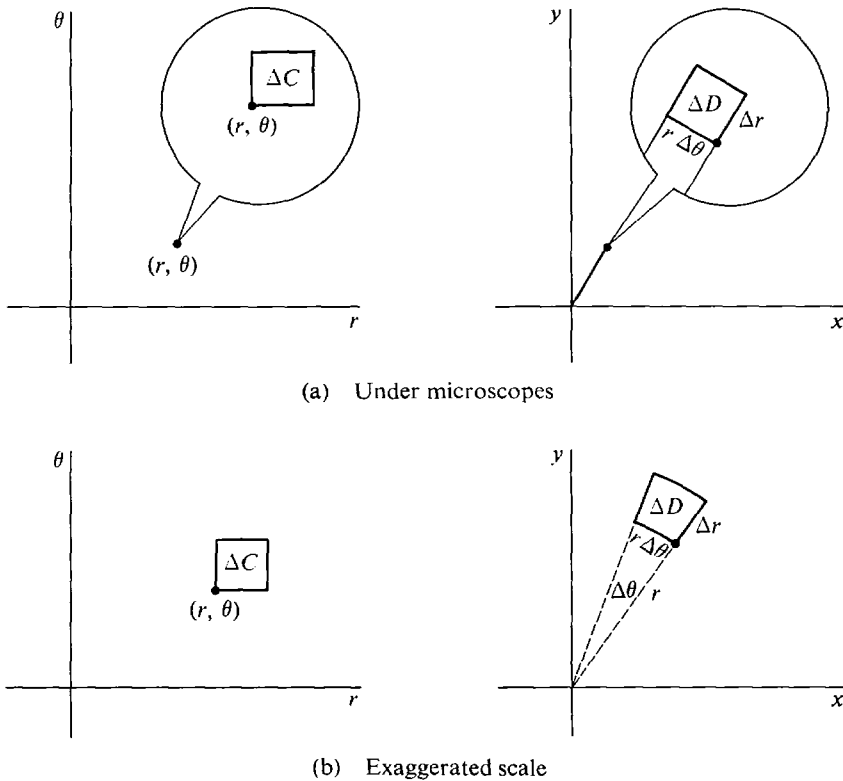 θ
ΔC
(r, θ)
(r, θ)
r
y
ΔD
Δr
r Δθ
x
(a) Under microscopes
θ
ΔC
(r, θ)
r
y
ΔD
Δr
r Δθ
Δθ
r
x
(b) Exaggerated scale